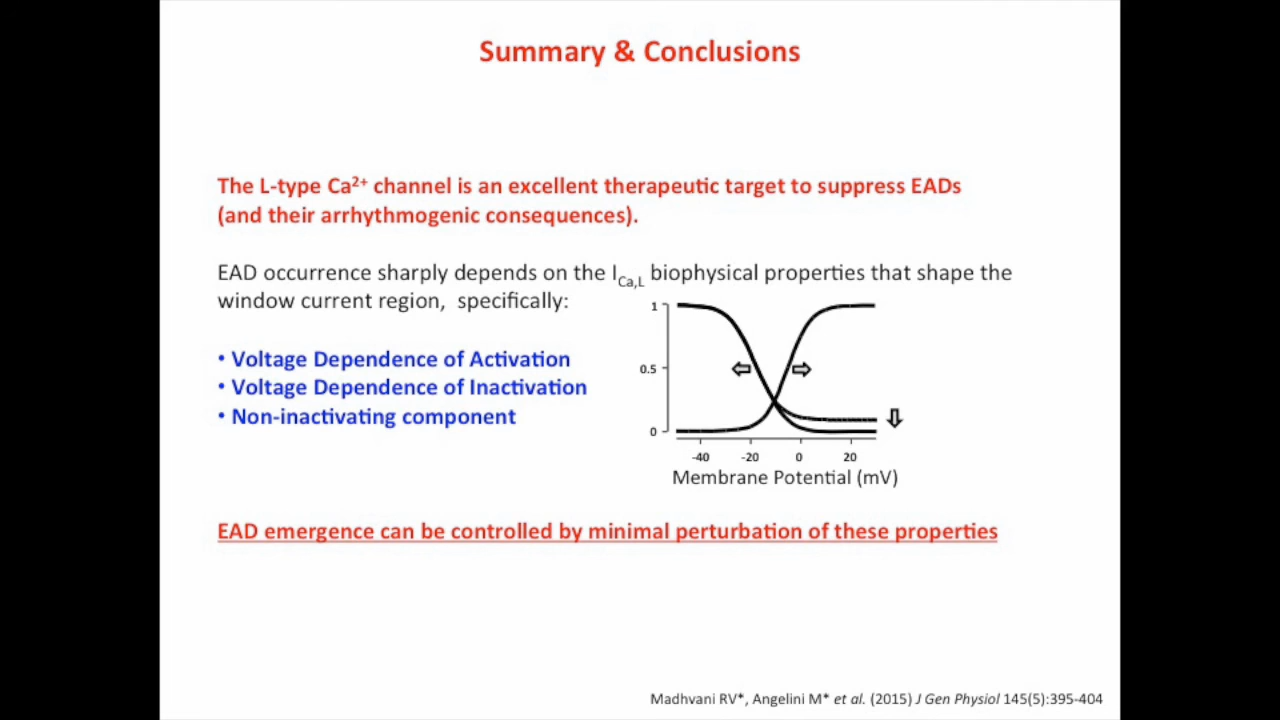 Summary & Conclusions
The L-type Ca2+ channel is an excellent therapeutic target to suppress EADs
(and their arrhythmogenic consequences).
EAD occurrence sharply depends on the ICa,L biophysical properties that shape the
window current region,  specifically:
• Voltage Dependence of Activation
• Voltage Dependence of Inactivation
• Non-inactivating component
1
0.5
0
-40 -20 0 20
Membrane Potential (mV)
EAD emergence can be controlled by minimal perturbation of these properties
Madhvani RV*, Angelini M* et al. (2015) J Gen Physiol 145(5):395-404